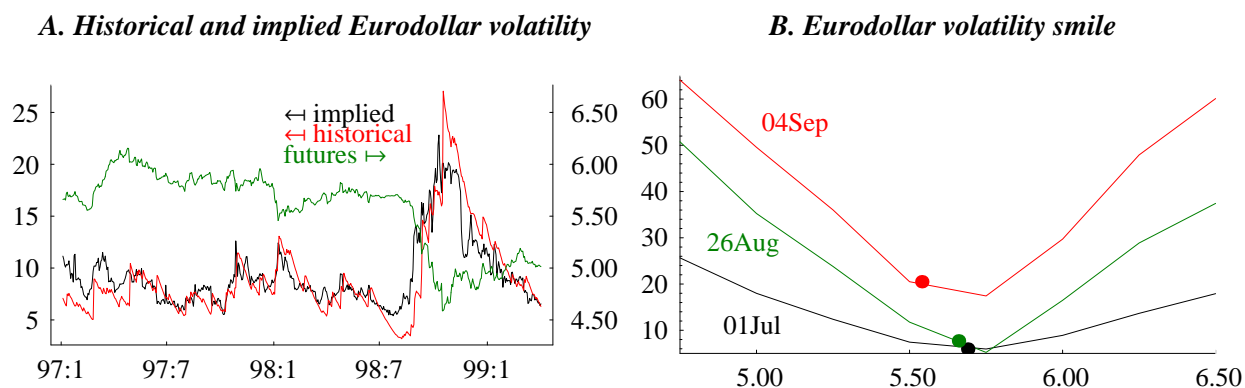 A. Historical and implied Eurodollar volatility
25
20
15
10
5
6.50
6.00
5.50
5.00
4.50
↤ implied
↤ historical
futures ↦
97:1 97:7 98:1 98:7 99:1
B. Eurodollar volatility smile
60
50
40
30
20
10
04Sep
26Aug
01Jul
5.00 5.50 6.00 6.50